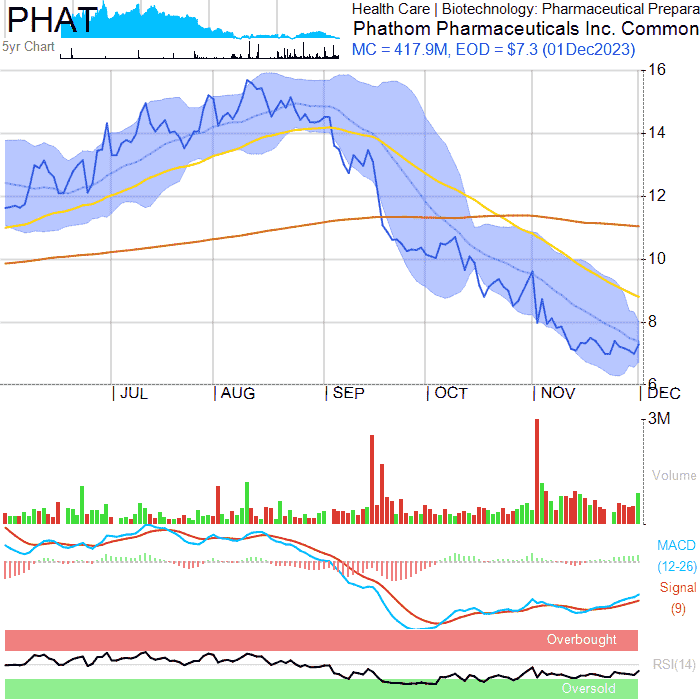 PHAT
Health Care | Biotechnology: Pharmaceutical Prepara
Phathom Pharmaceuticals Inc. Common
5yr Chart
MC = 417.9M, EOD = $7.3 (01Dec2023)
16
14
12
10
8
6
JUL
AUG
SEP
OCT
NOV
DEC
3M
Volume
MACD
(12-26)
Signal
(9)
Overbought
RSI(14)
Oversold